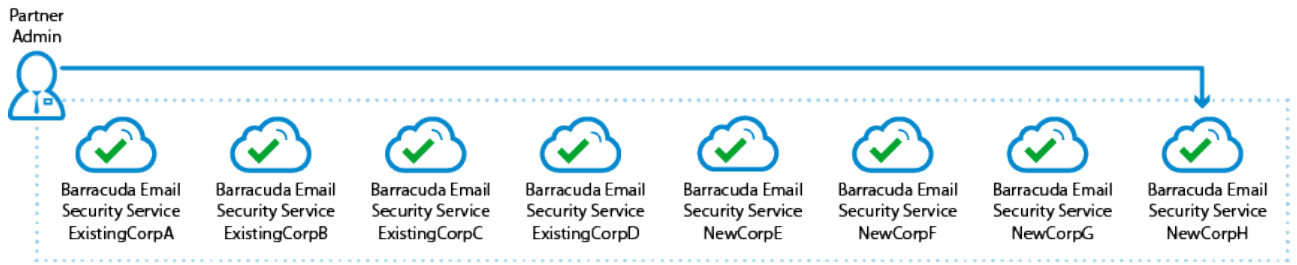 Partner
Admin
Barracuda Email
Security Service
ExistingCorpA
Barracuda Email
Security Service
ExistingCorpB
Barracuda Email
Security Service
ExistingCorpC
Barracuda Email
Security Service
ExistingCorpD
Barracuda Email
Security Service
NewCorpE
Barracuda Email
Security Service
NewCorpF
Barracuda Email
Security Service
NewCorpG
Barracuda Email
Security Service
NewCorpH